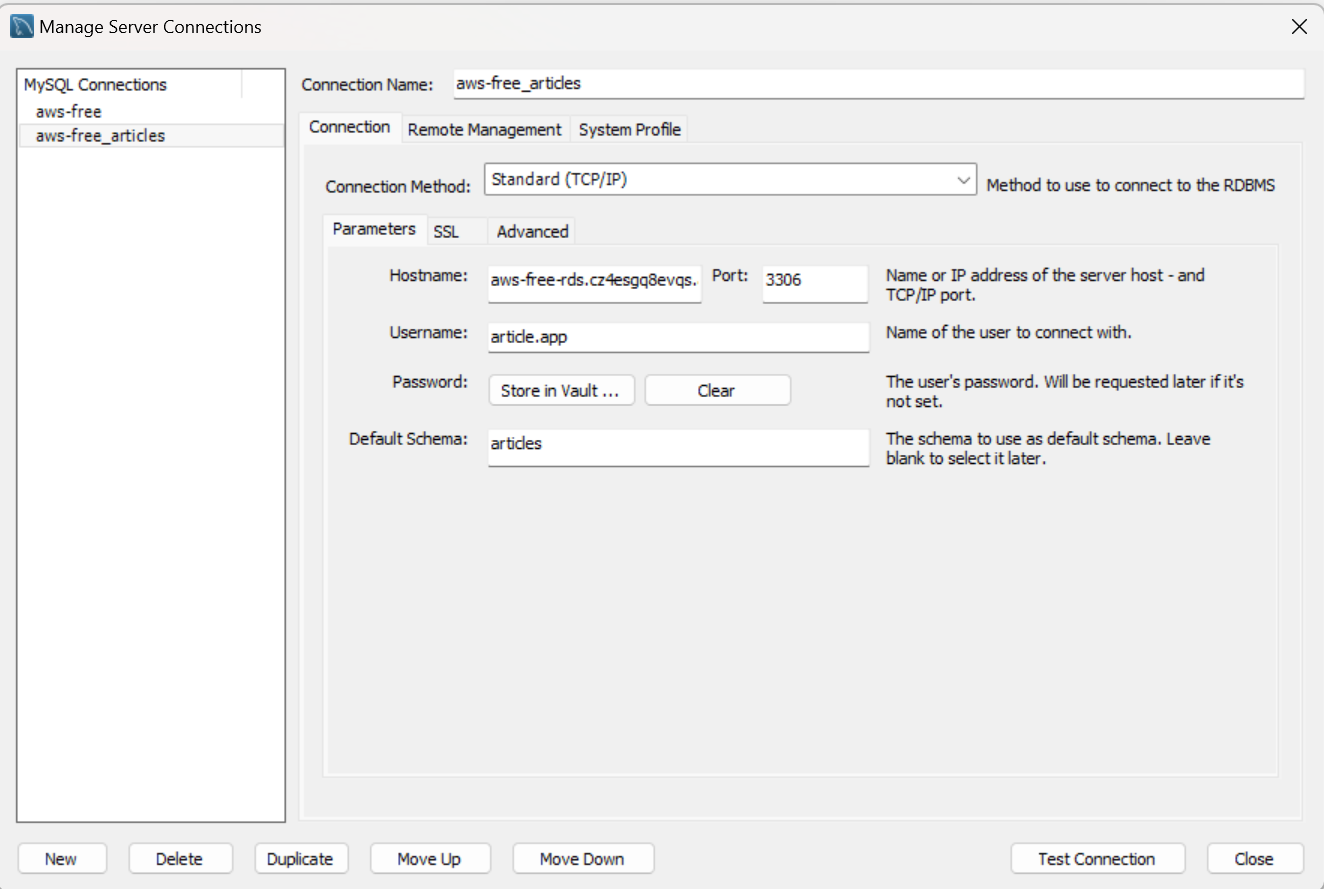 Manage Server Connections
MySQL Connections
aws-free
aws-free_articles
Connection Name: aws-free_articles
Connection Remote Management System Profile
Connection Method: Standard (TCP/IP) Method to use to connect to the RDBMS
Parameters SSL Advanced
Hostname: aws-free-rds.cz4esgq8evqs. Port: 3306 Name or IP address of the server host - and
TCP/IP port.
Username: article.app Name of the user to connect with.
Password: Store in Vault ... Clear The user's password. Will be requested later if it's
not set.
Default Schema: articles The schema to use as default schema. Leave
blank to select it later.
New Delete Duplicate Move Up Move Down Test Connection Close